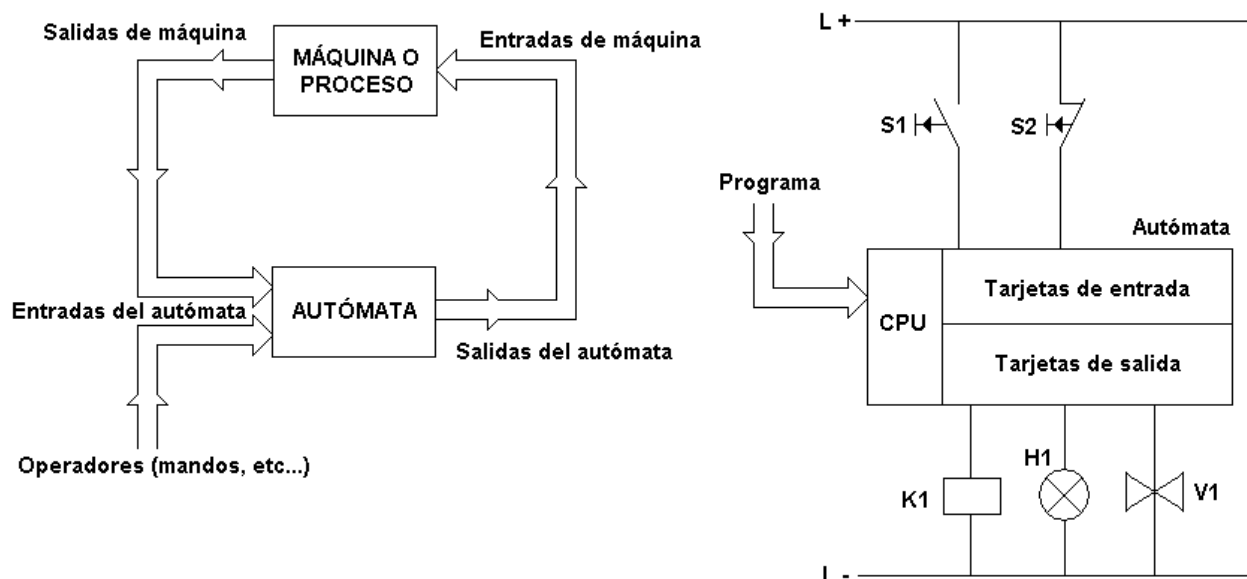 Salidas de máquina
Entradas de máquina
MÁQUINA O
PROCESO
Entradas del autómata
AUTÓMATA
Salidas del autómata
Operadores (mandos, etc...)
L +
S1
S2
Programa
Autómata
CPU
Tarjetas de entrada
Tarjetas de salida
K1
H1
V1
L -